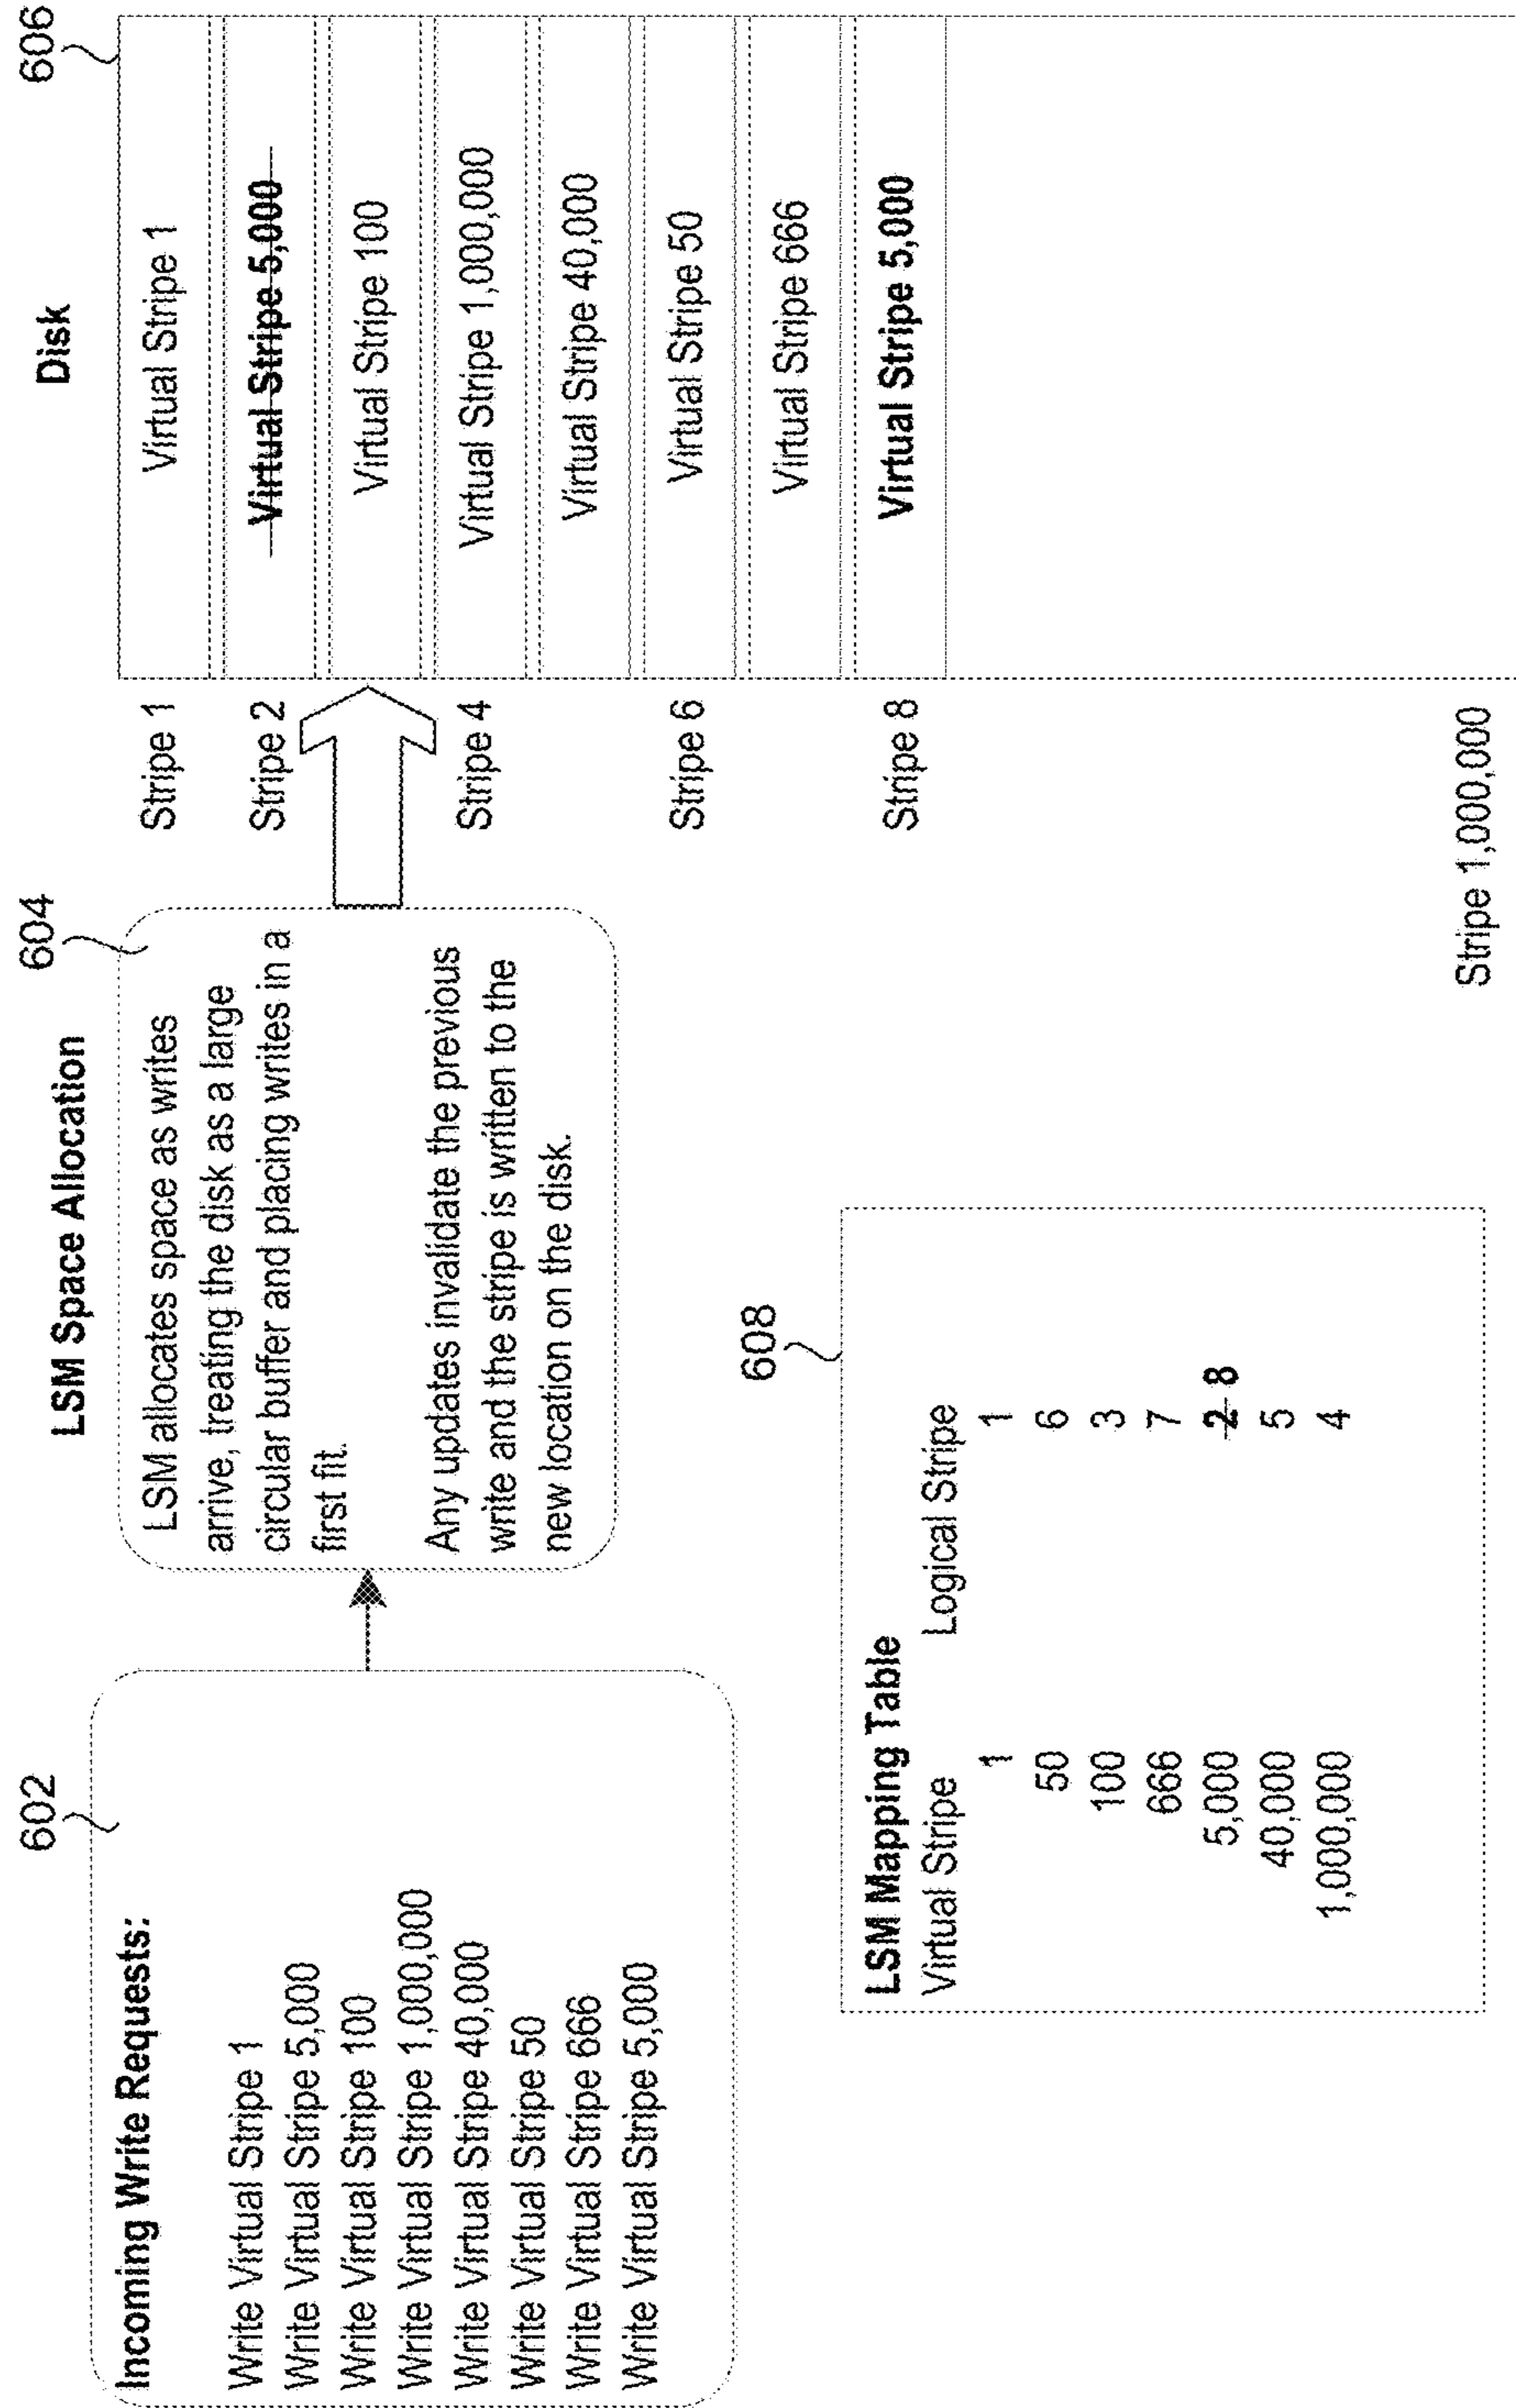 602
Incoming Write Requests:
Write Virtual Stripe 1
Write Virtual Stripe 5,000
Write Virtual Stripe 100
Write Virtual Stripe 1,000,000
Write Virtual Stripe 40,000
Write Virtual Stripe 50
Write Virtual Stripe 666
Write Virtual Stripe 5,000
LSM Space Allocation
604
LSM allocates space as writes
arrive, treating the disk as a large
circular buffer and placing writes in a
first fit.
Any updates invalidate the previous
write and the stripe is written to the
new location on the disk.
Disk
606
Stripe 1 Virtual Stripe 1
Stripe 2 Virtual Stripe 5,000
Virtual Stripe 100
Stripe 4 Virtual Stripe 1,000,000
Virtual Stripe 40,000
Stripe 6 Virtual Stripe 50
Virtual Stripe 666
Stripe 8 Virtual Stripe 5,000
Stripe 1,000,000
608
LSM Mapping Table
Virtual Stripe Logical Stripe
1 1
50 6
100 3
666 7
5,000 2 8
40,000 5
1,000,000 4